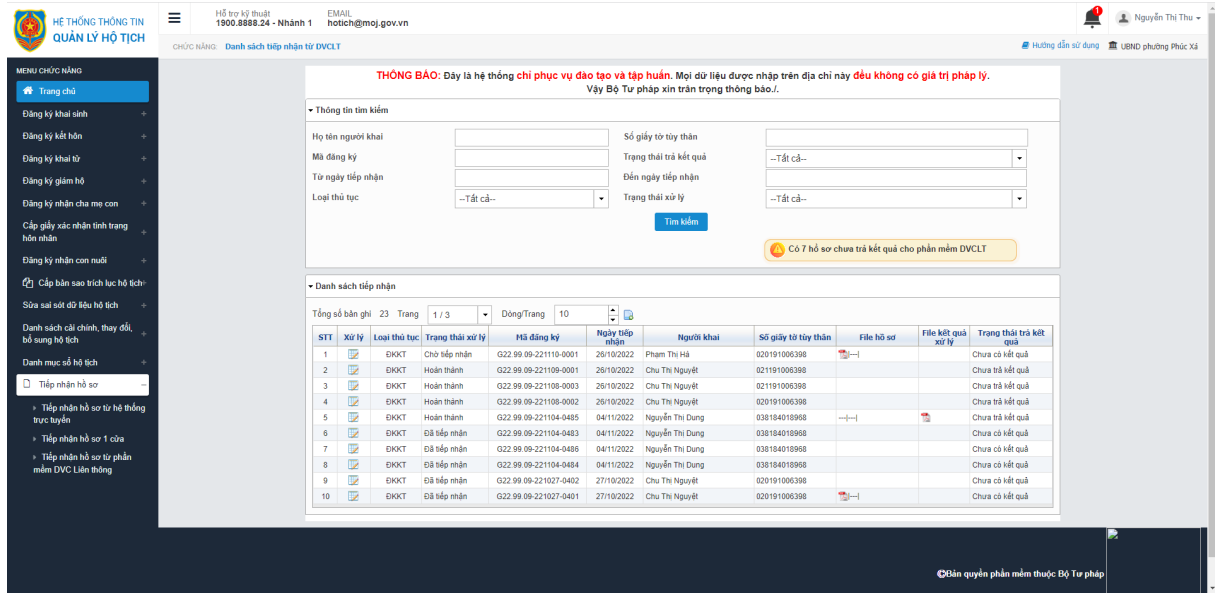 HỆ THỐNG THÔNG TIN
QUẢN LÝ HỘ TỊCH
Hỗ trợ kỹ thuật
1900.8888.24 - Nhánh 1
EMAIL
hotich@moj.gov.vn
1
Nguyễn Thị Thu
CHỨC NĂNG: Danh sách tiếp nhận từ DVCLT
Hướng dẫn sử dụng
UBND phường Phúc Xá
MENU CHỨC NĂNG
Trang chủ
Đăng ký khai sinh +
Đăng ký kết hôn +
Đăng ký khai tử +
Đăng ký giám hộ +
Đăng ký nhận cha mẹ con +
Cấp giấy xác nhận tình trạng
hôn nhân +
Đăng ký nhận con nuôi +
Cấp bản sao trích lục hộ tịch+
Sửa sai sót dữ liệu hộ tịch +
Danh sách cải chính, thay đổi,
bổ sung hộ tịch +
Danh mục sổ hộ tịch +
Tiếp nhận hồ sơ –
Tiếp nhận hồ sơ từ hệ thống
trực tuyến
Tiếp nhận hồ sơ 1 cửa
Tiếp nhận hồ sơ từ phần
mềm DVC Liên thông
THÔNG BÁO: Đây là hệ thống chỉ phục vụ đào tạo và tập huấn. Mọi dữ liệu được nhập trên địa chỉ này đều không có giá trị pháp lý.
Vậy Bộ Tư pháp xin trân trọng thông báo./.
Thông tin tìm kiếm
Họ tên người khai
Số giấy tờ tùy thân
Mã đăng ký
Trạng thái trả kết quả --Tất cả--
Từ ngày tiếp nhận
Đến ngày tiếp nhận
Loại thủ tục --Tất cả--
Trạng thái xử lý --Tất cả--
Tìm kiếm
Có 7 hồ sơ chưa trả kết quả cho phần mềm DVCLT
Danh sách tiếp nhận
Tổng số bản ghi 23 Trang 1 / 3 Dòng/Trang 10
STT Xử lý Loại thủ tục Trạng thái xử lý Mã đăng ký Ngày tiếp nhận Người khai Số giấy tờ tùy thân File hồ sơ File kết quả xử lý Trạng thái trả kết quả
1 ĐKKT Chờ tiếp nhận G22.99.09-221110-0001 26/10/2022 Phạm Thị Hà 020191006398 |---| Chưa có kết quả
2 ĐKKT Hoàn thành G22.99.09-221109-0001 26/10/2022 Chu Thị Nguyệt 021191006398 Chưa trả kết quả
3 ĐKKT Hoàn thành G22.99.09-221108-0003 26/10/2022 Chu Thị Nguyệt 021191006398 Chưa trả kết quả
4 ĐKKT Hoàn thành G22.99.09-221108-0002 26/10/2022 Chu Thị Nguyệt 020191006398 Chưa trả kết quả
5 ĐKKT Hoàn thành G22.99.09-221104-0485 04/11/2022 Nguyễn Thị Dung 038184018968 ---|---| Chưa trả kết quả
6 ĐKKT Đã tiếp nhận G22.99.09-221104-0483 04/11/2022 Nguyễn Thị Dung 038184018968 Chưa có kết quả
7 ĐKKT Đã tiếp nhận G22.99.09-221104-0486 04/11/2022 Nguyễn Thị Dung 038184018968 Chưa có kết quả
8 ĐKKT Đã tiếp nhận G22.99.09-221104-0484 04/11/2022 Nguyễn Thị Dung 038184018968 Chưa có kết quả
9 ĐKKT Đã tiếp nhận G22.99.09-221027-0402 27/10/2022 Chu Thị Nguyệt 020191006398 Chưa có kết quả
10 ĐKKT Đã tiếp nhận G22.99.09-221027-0401 27/10/2022 Chu Thị Nguyệt 020191006398 |---| Chưa có kết quả
©Bản quyền phần mềm thuộc Bộ Tư pháp